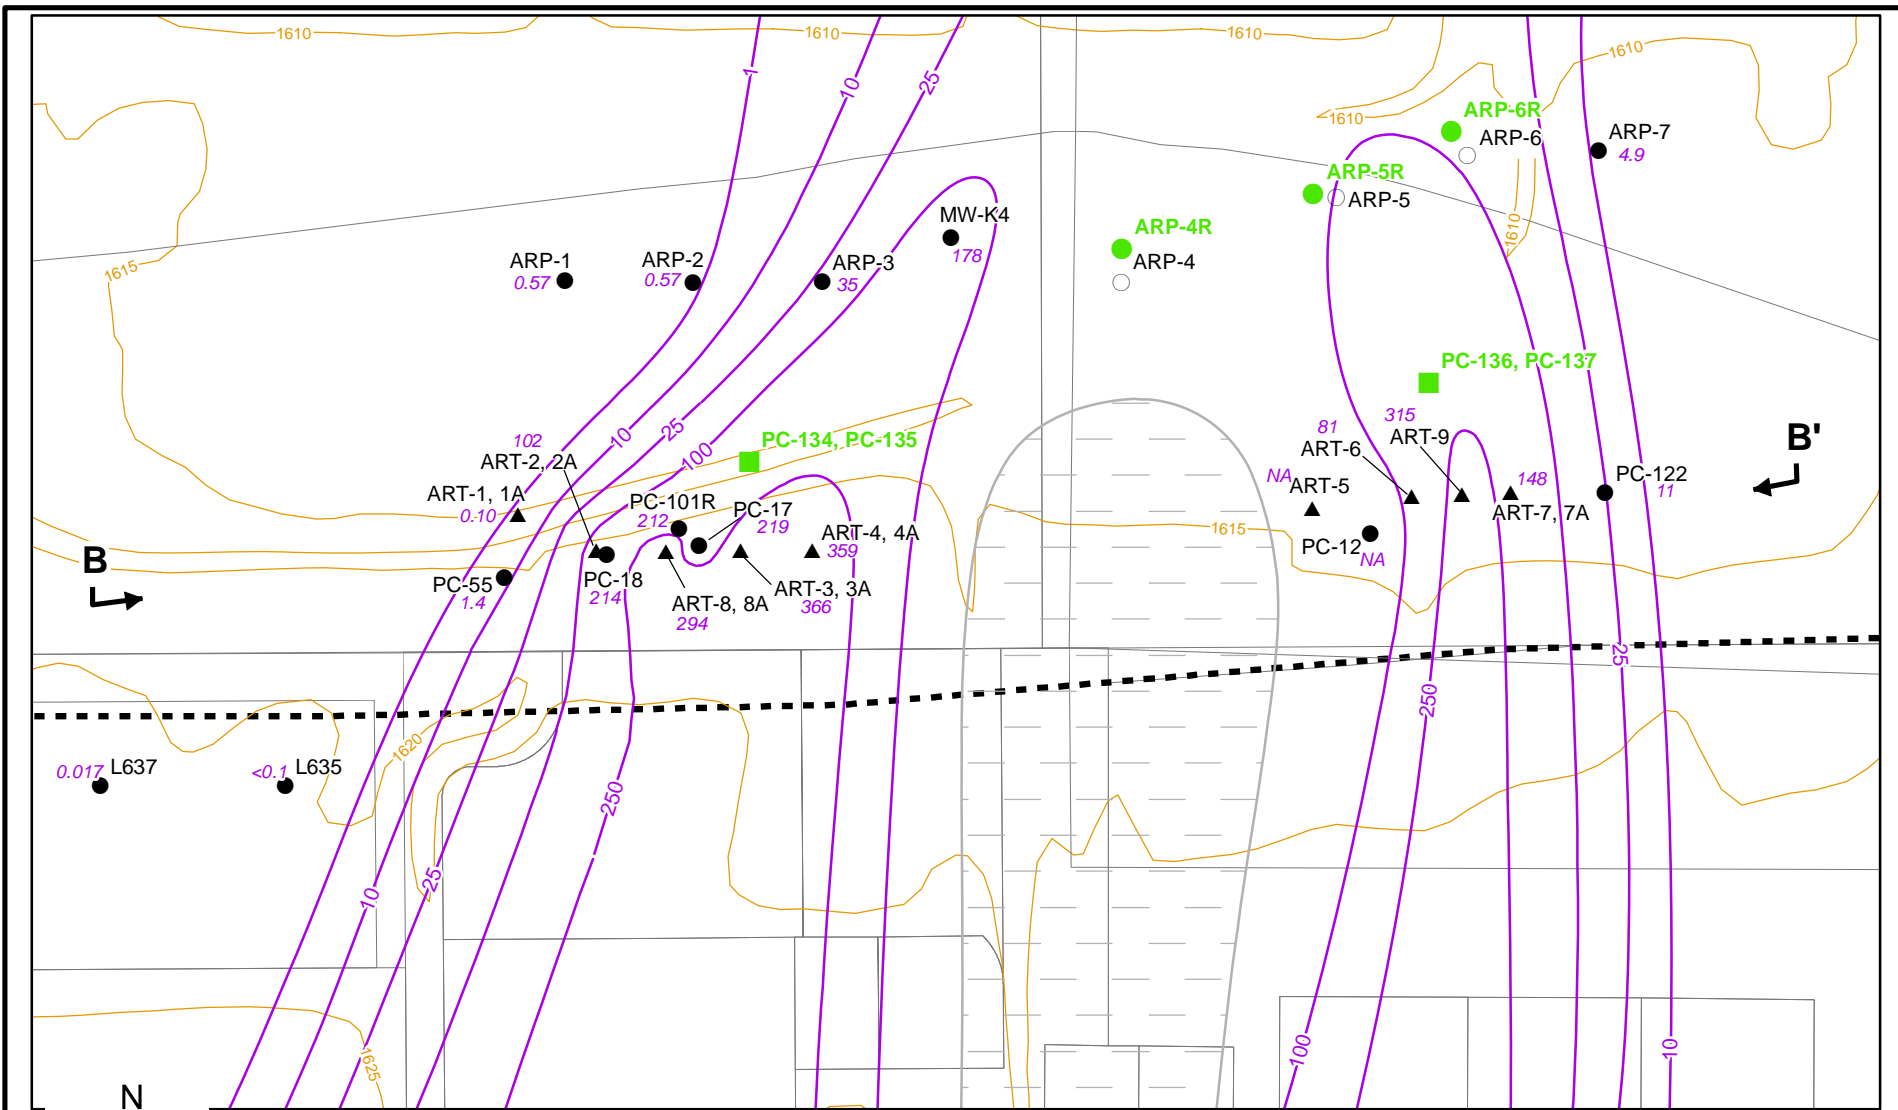 1610
1610
1610
1610
1
10
25
ARP-6R
1610
ARP-6
ARP-7
4.9
ARP-5R
ARP-5
1610
MW-K4
178
ARP-4R
ARP-4
1615
ARP-1
0.57
ARP-2
0.57
ARP-3
35
PC-136, PC-137
10
25
100
PC-134, PC-135
102
ART-2, 2A
ART-1, 1A
0.10
PC-101R
212
PC-17
219
ART-4, 4A
359
1615
81
ART-6
315
ART-9
NA
ART-5
148
ART-7, 7A
PC-122
11
B'
PC-12
NA
B
PC-55
1.4
PC-18
214
ART-8, 8A
294
ART-3, 3A
366
25
250
1620
0.017
L637
<0.1
L635
250
10
25
100
10
1625
N